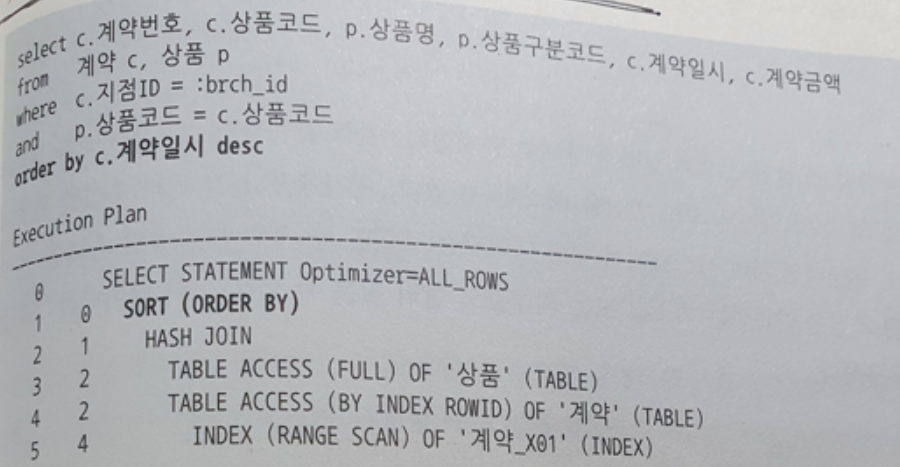 select c.계약번호, c.상품코드, p.상품명, p.상품구분코드, c.계약일시, c.계약금액
from 계약 c, 상품 p
where c.지점ID = :brch_id
and p.상품코드 = c.상품코드
order by c.계약일시 desc
Execution Plan
--------------------------------------------------------------
0 SELECT STATEMENT Optimizer=ALL_ROWS
1 0 SORT (ORDER BY)
2 1 HASH JOIN
3 2 TABLE ACCESS (FULL) OF '상품' (TABLE)
4 2 TABLE ACCESS (BY INDEX ROWID) OF '계약' (TABLE)
5 4 INDEX (RANGE SCAN) OF '계약_X01' (INDEX)